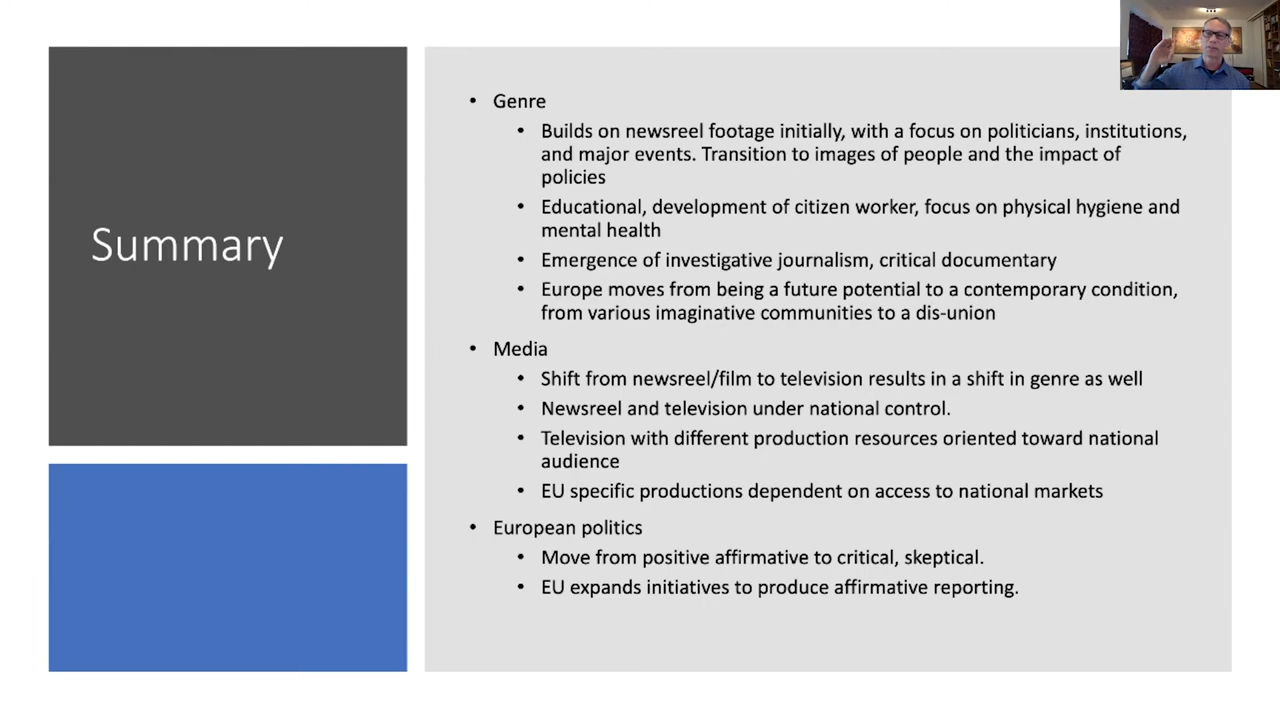 Summary
• Genre
• Builds on newsreel footage initially, with a focus on politicians, institutions,
and major events. Transition to images of people and the impact of
policies
• Educational, development of citizen worker, focus on physical hygiene and
mental health
• Emergence of investigative journalism, critical documentary
• Europe moves from being a future potential to a contemporary condition,
from various imaginative communities to a dis-union
• Media
• Shift from newsreel/film to television results in a shift in genre as well
• Newsreel and television under national control.
• Television with different production resources oriented toward national
audience
• EU specific productions dependent on access to national markets
• European politics
• Move from positive affirmative to critical, skeptical.
• EU expands initiatives to produce affirmative reporting.